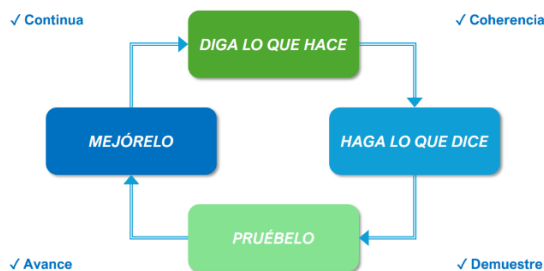 ✓ Continua
✓ Coherencia
DIGA LO QUE HACE
MEJÓRELO
HAGA LO QUE DICE
PRUÉBELO
✓ Avance
✓ Demuestre